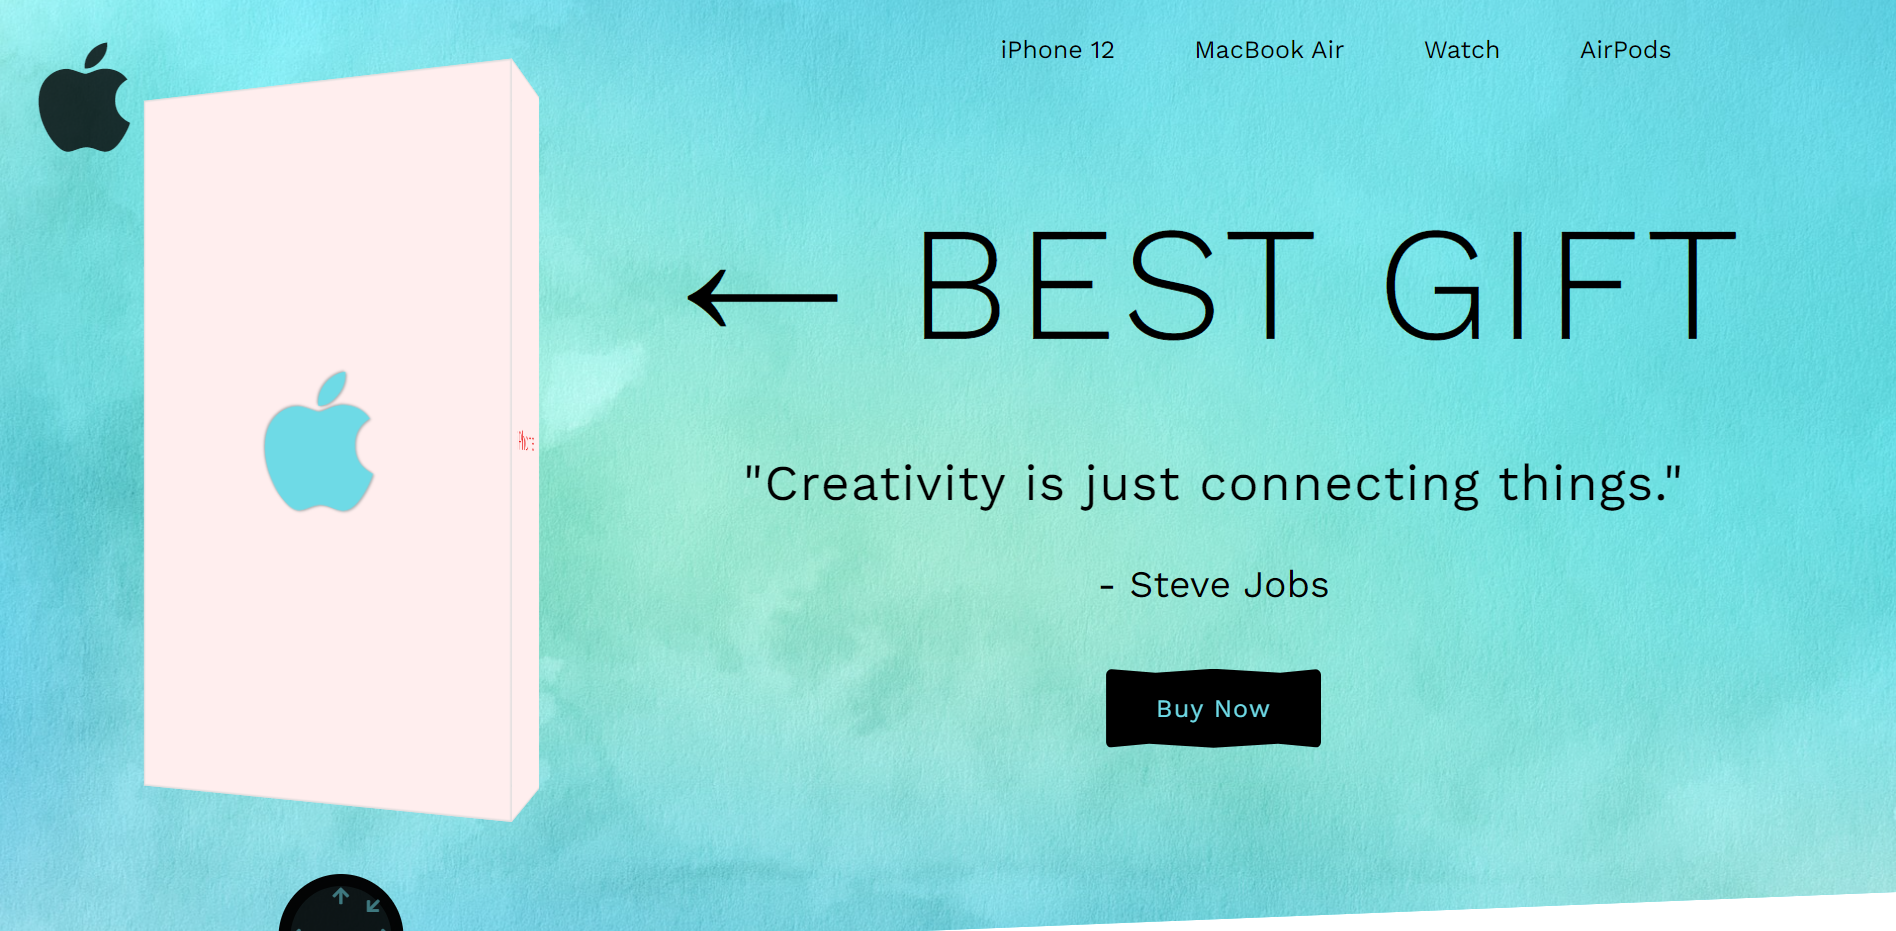 iPhone 12 MacBook Air Watch AirPods
← BEST GIFT
"Creativity is just connecting things."
- Steve Jobs
Buy Now